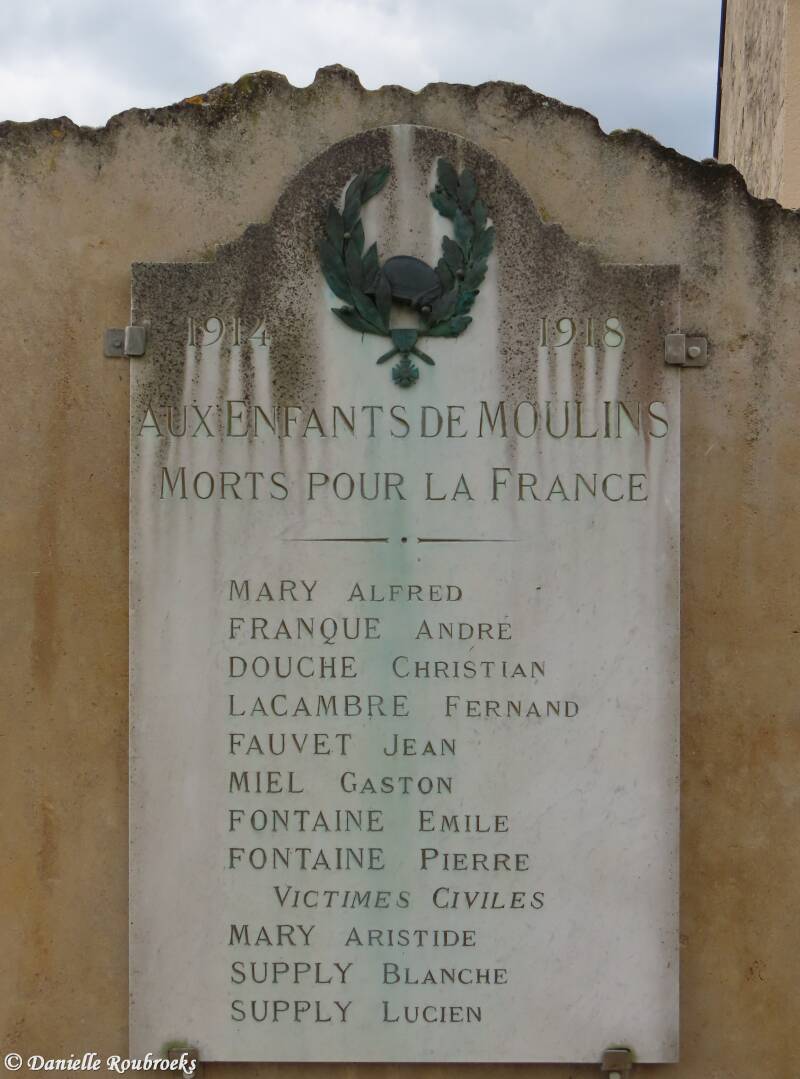 1914 1918
AUX ENFANTS DE MOULINS
MORTS POUR LA FRANCE
MARY ALFRED
FRANQUE ANDRÉ
DOUCHE CHRISTIAN
LACAMBRE FERNAND
FAUVET JEAN
MIEL GASTON
FONTAINE EMILE
FONTAINE PIERRE
VICTIMES CIVILES
MARY ARISTIDE
SUPPLY BLANCHE
SUPPLY LUCIEN
© Danielle Roubroeks